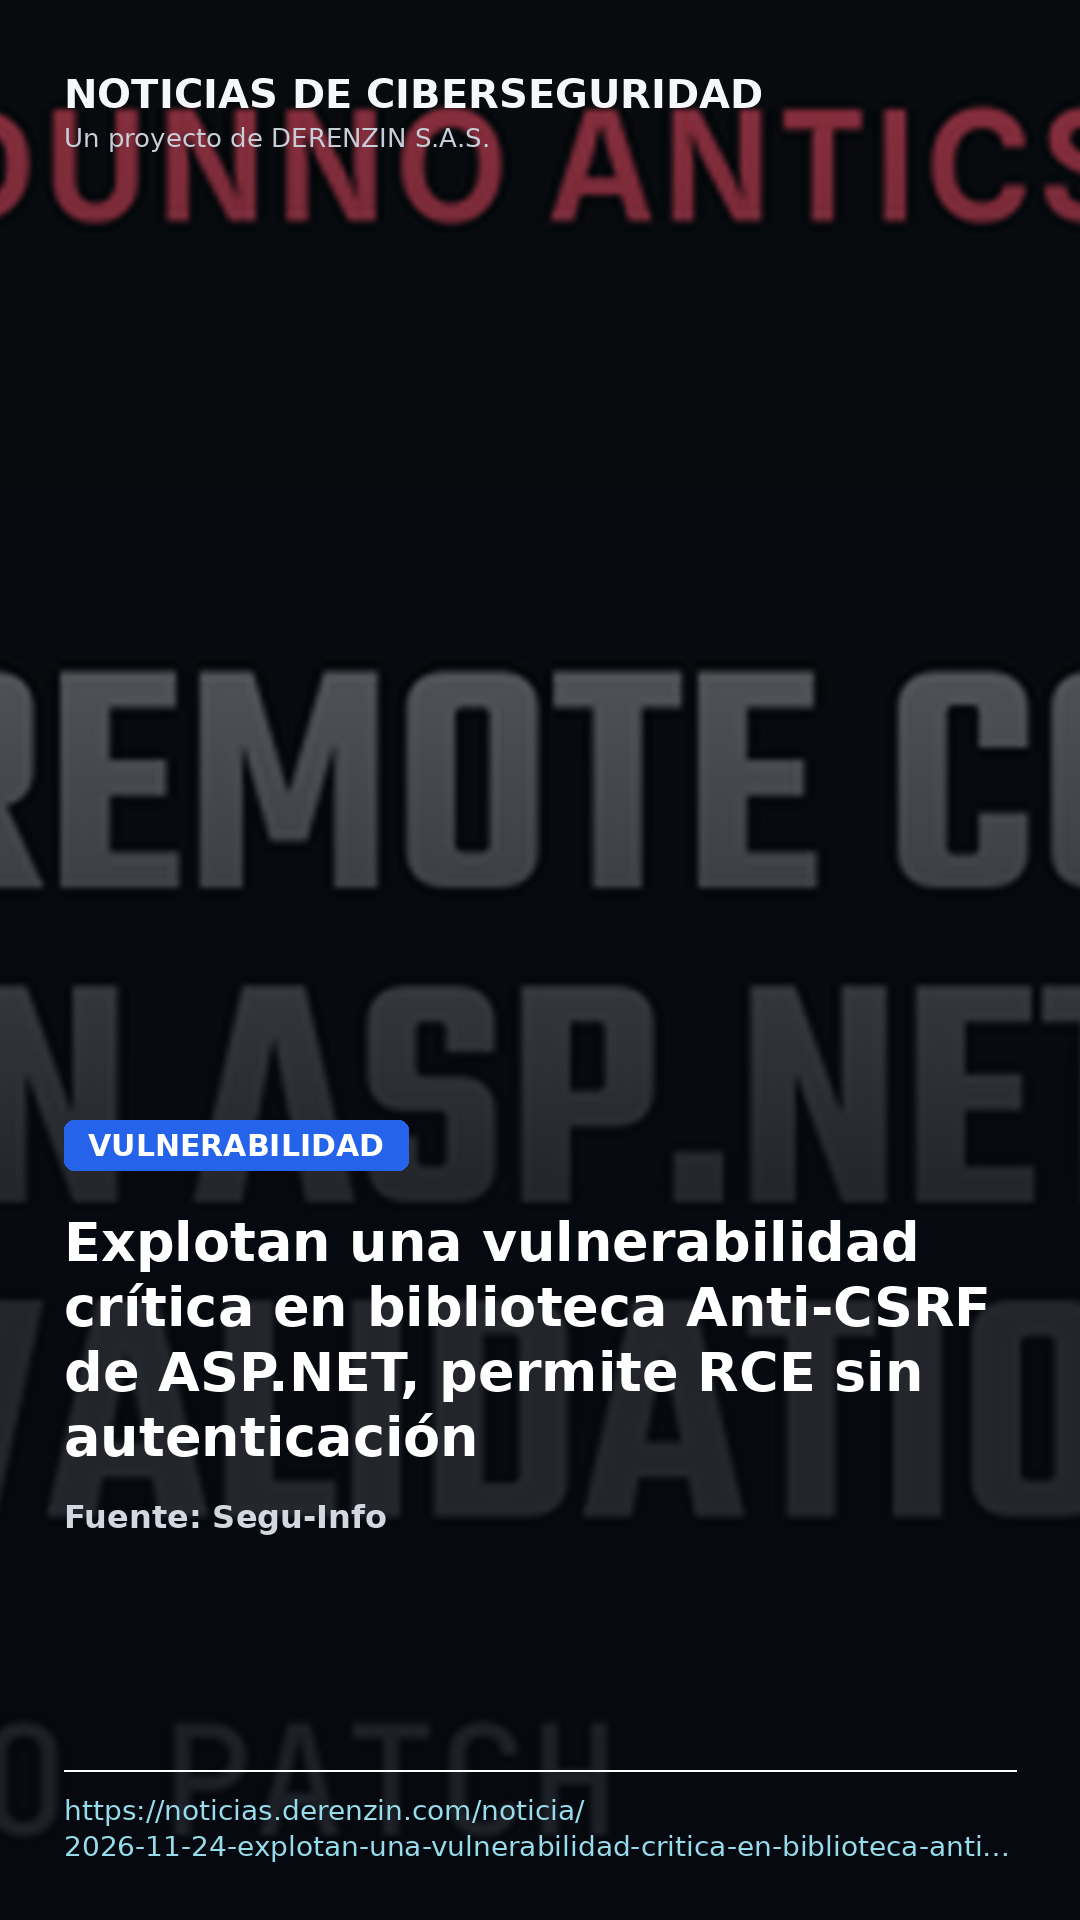 NOTICIAS DE CIBERSEGURIDAD
Un proyecto de DERENZIN S.A.S.
UNNO ANTICS
REMOTE CO
N ASP.NET
VULNERABILIDAD
Explotan una vulnerabilidad
crítica en biblioteca Anti-CSRF
de ASP.NET, permite RCE sin
autenticación
VALIDATIO
Fuente: Segu-Info
O PATCH
https://noticias.derenzin.com/noticia/
2026-11-24-explotan-una-vulnerabilidad-critica-en-biblioteca-anti...